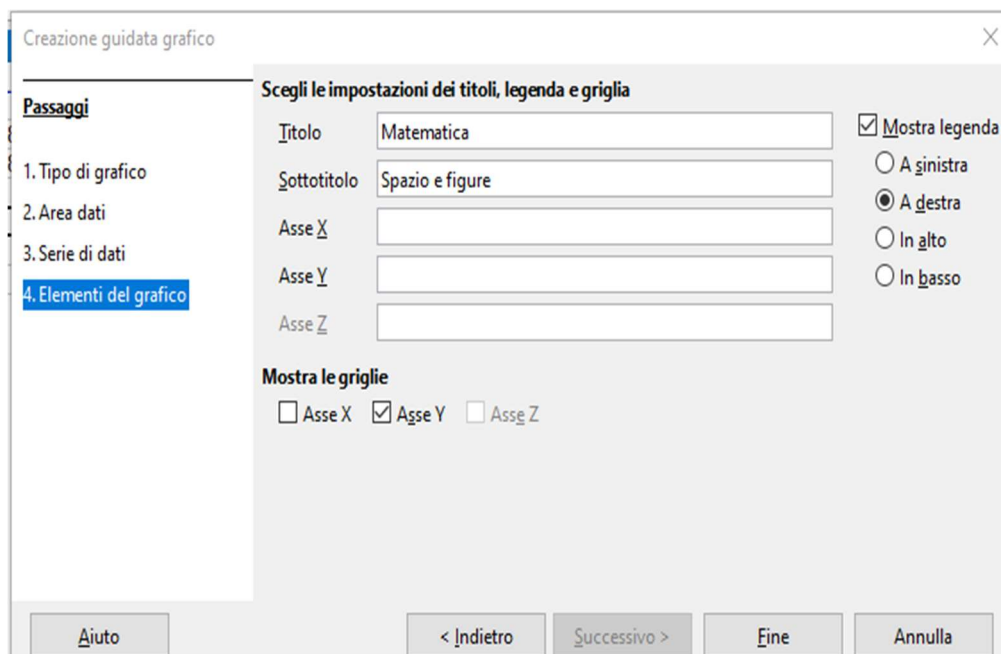 Creazione guidata grafico
Passaggi
1. Tipo di grafico
2. Area dati
3. Serie di dati
4. Elementi del grafico
Scegli le impostazioni dei titoli, legenda e griglia
Titolo Matematica
Sottotitolo Spazio e figure
Asse X
Asse Y
Asse Z
Mostra legenda
A sinistra
A destra
In alto
In basso
Mostra le griglie
Asse X Asse Y Asse Z
Aiuto < Indietro Successivo > Fine Annulla